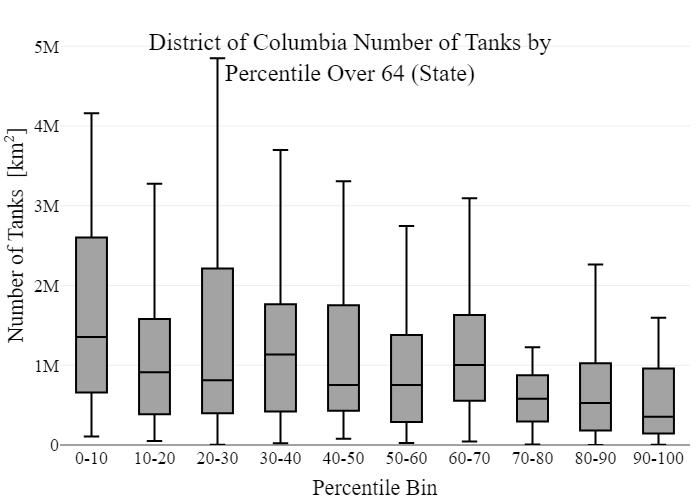 District of Columbia Number of Tanks by
Percentile Over 64 (State)
Number of Tanks [km²]
5M
4M
3M
2M
1M
0
0-10 10-20 20-30 30-40 40-50 50-60 60-70 70-80 80-90 90-100
Percentile Bin